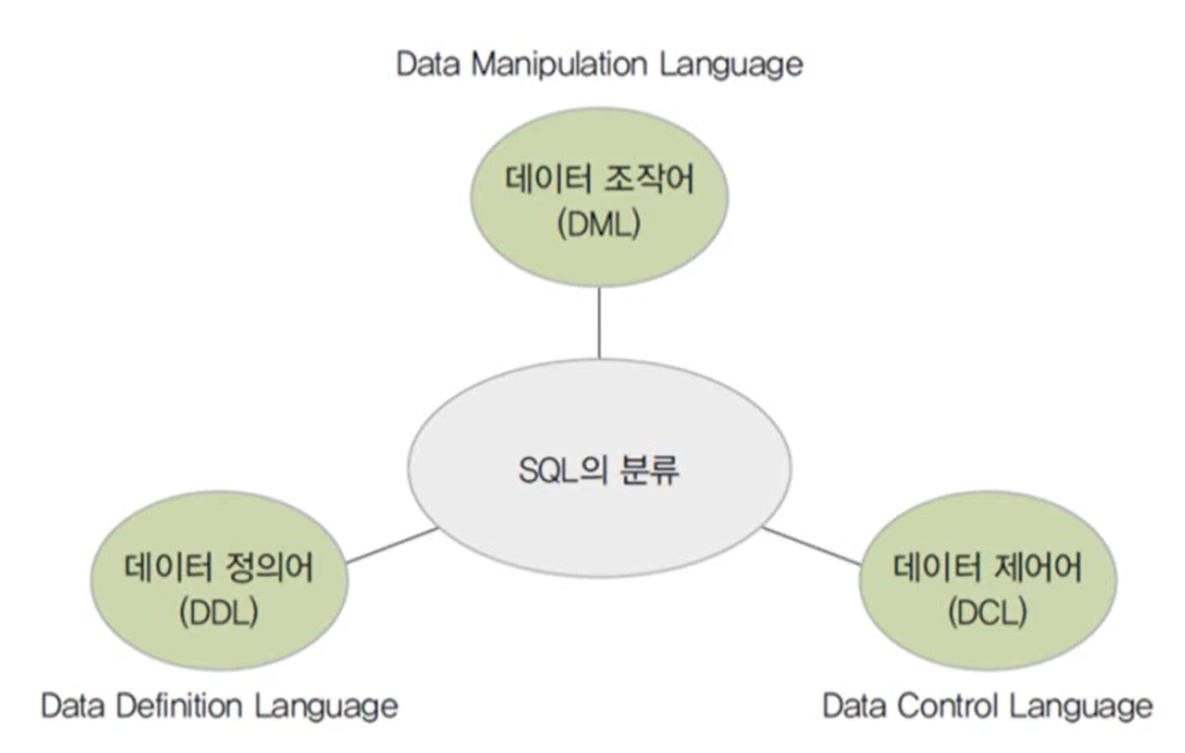 Data Manipulation Language
데이터 조작어
(DML)
SQL의 분류
데이터 정의어
(DDL)
Data Definition Language
데이터 제어어
(DCL)
Data Control Language